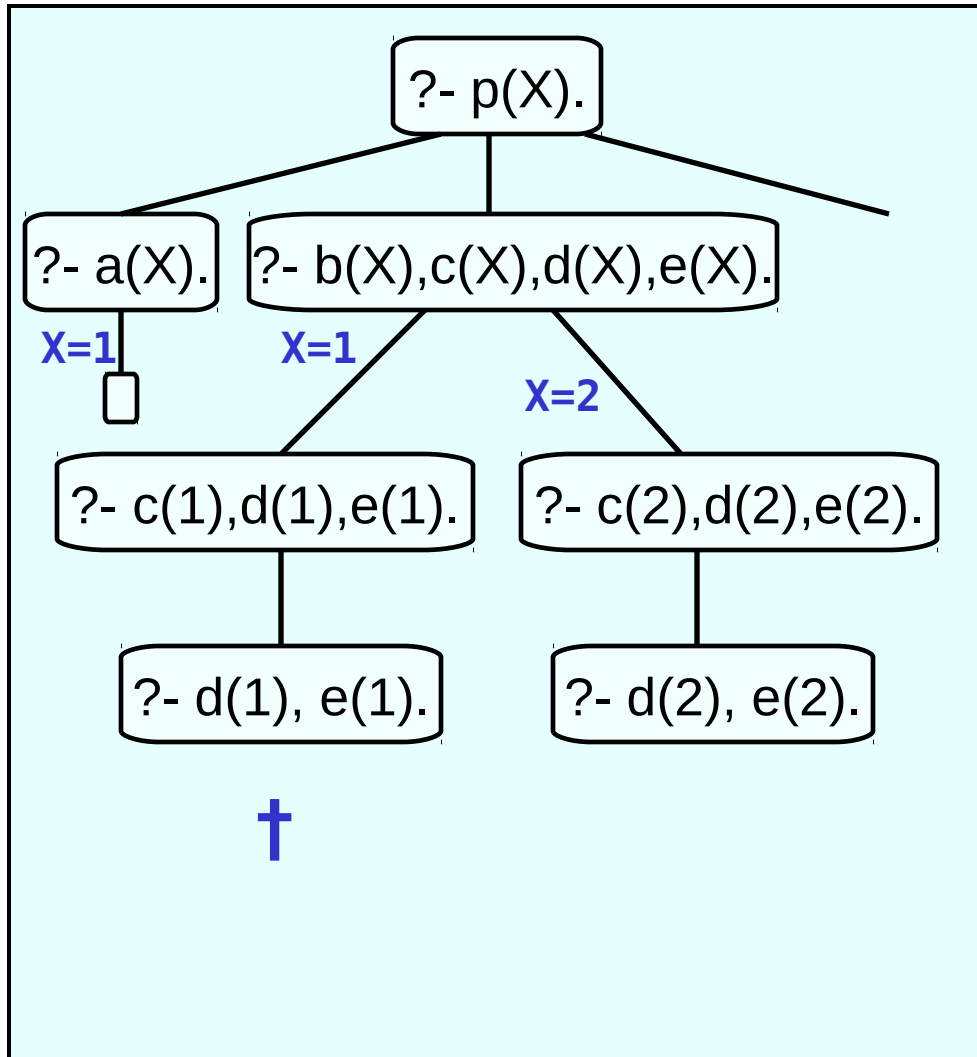 ?- p(X).
?- a(X).
?- b(X),c(X),d(X),e(X).
X=1
X=1
X=2
?- c(1),d(1),e(1).
?- c(2),d(2),e(2).
?- d(1), e(1).
?- d(2), e(2).
†